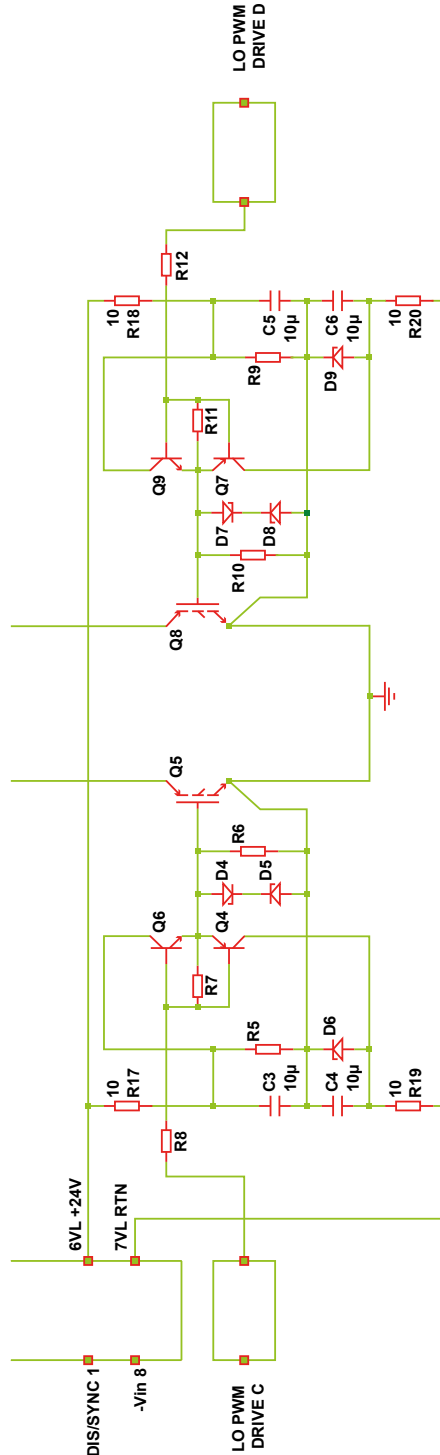 LO PWM
DRIVE D
R12
10
R18
C5
10µ
C6
10µ
10
R20
R9
D9
R11
Q9
Q7
D7
D8
R10
Q8
Q5
R6
D4
D5
Q6
Q4
R7
R5
D6
10
R17
C3
10µ
C4
10µ
10
R19
R8
6VL +24V
7VL RTN
DIS/SYNC 1
-Vin 8
LO PWM
DRIVE C